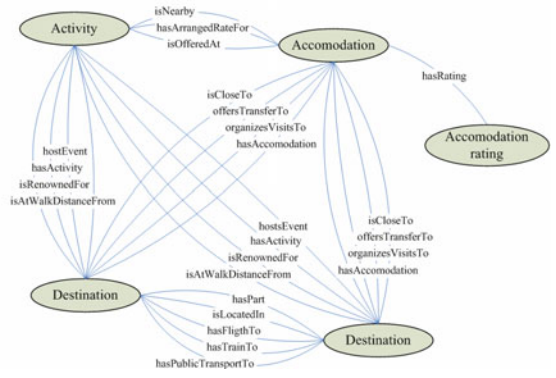 isNearby
Activity
hasArrangedRateFor
isOfferedAt
Accomodation
hasRating
isCloseTo
offersTransferTo
organizesVisitsTo
hasAccomodation
Accomodation
rating
hostEvent
hasActivity
isRenownedFor
isAtWalkDistanceFrom
hostsEvent
hasActivity
isRenownedFor
isAtWalkDistanceFrom
isCloseTo
offersTransferTo
organizesVisitsTo
hasAccomodation
Destination
hasPart
isLocatedIn
hasFligthTo
hasTrainTo
hasPublicTransportTo
Destination